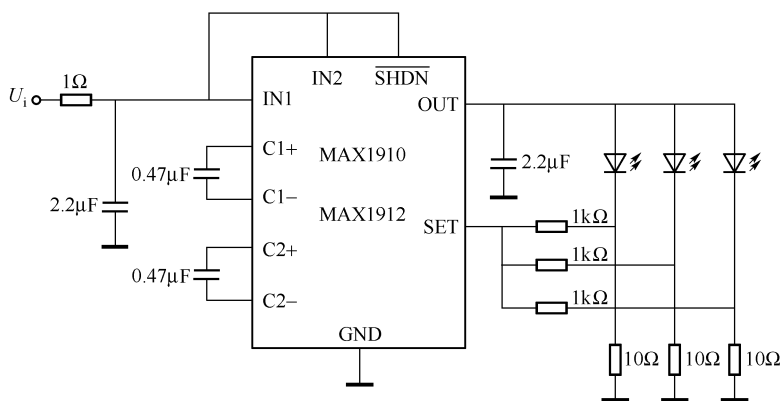 1Ω
Uᵢ
IN2
SHDN
IN1
OUT
C1+
MAX1910
0.47μF
2.2μF
C1−
2.2μF
MAX1912
SET
1kΩ
C2+
1kΩ
0.47μF
C2−
1kΩ
GND
10Ω
10Ω
10Ω